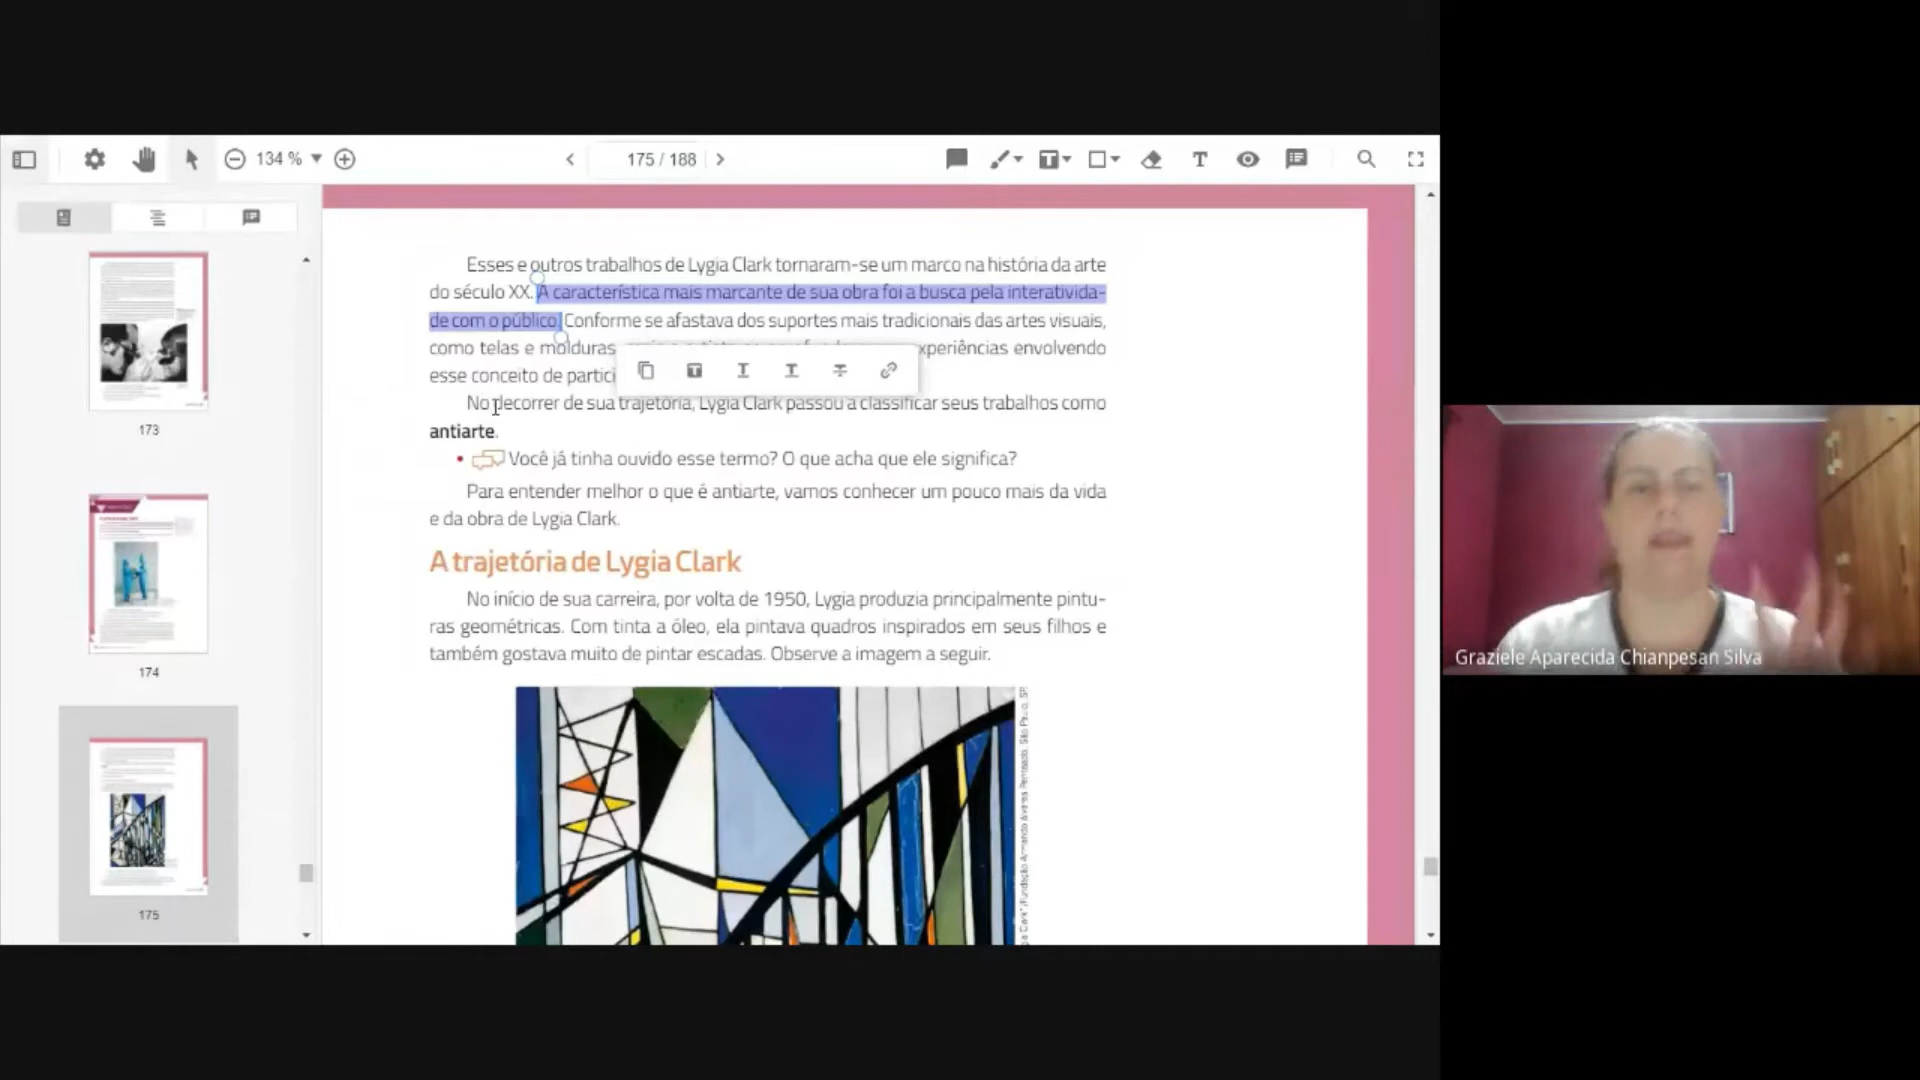 134 %
175 / 188
Esses e outros trabalhos de Lygia Clark tornaram-se um marco na história da arte
do século XX. A característica mais marcante de sua obra foi a busca pela interativida-
de com o público. Conforme se afastava dos suportes mais tradicionais das artes visuais,
como telas e molduras experiências envolvendo
esse conceito de partici
No decorrer de sua trajetória, Lygia Clark passou a classificar seus trabalhos como
antiarte.
• Você já tinha ouvido esse termo? O que acha que ele significa?
Para entender melhor o que é antiarte, vamos conhecer um pouco mais da vida
e da obra de Lygia Clark.
A trajetória de Lygia Clark
No início de sua carreira, por volta de 1950, Lygia produzia principalmente pintu-
ras geométricas. Com tinta a óleo, ela pintava quadros inspirados em seus filhos e
também gostava muito de pintar escadas. Observe a imagem a seguir.
173
174
175
Graziele Aparecida Chianpesan Silva